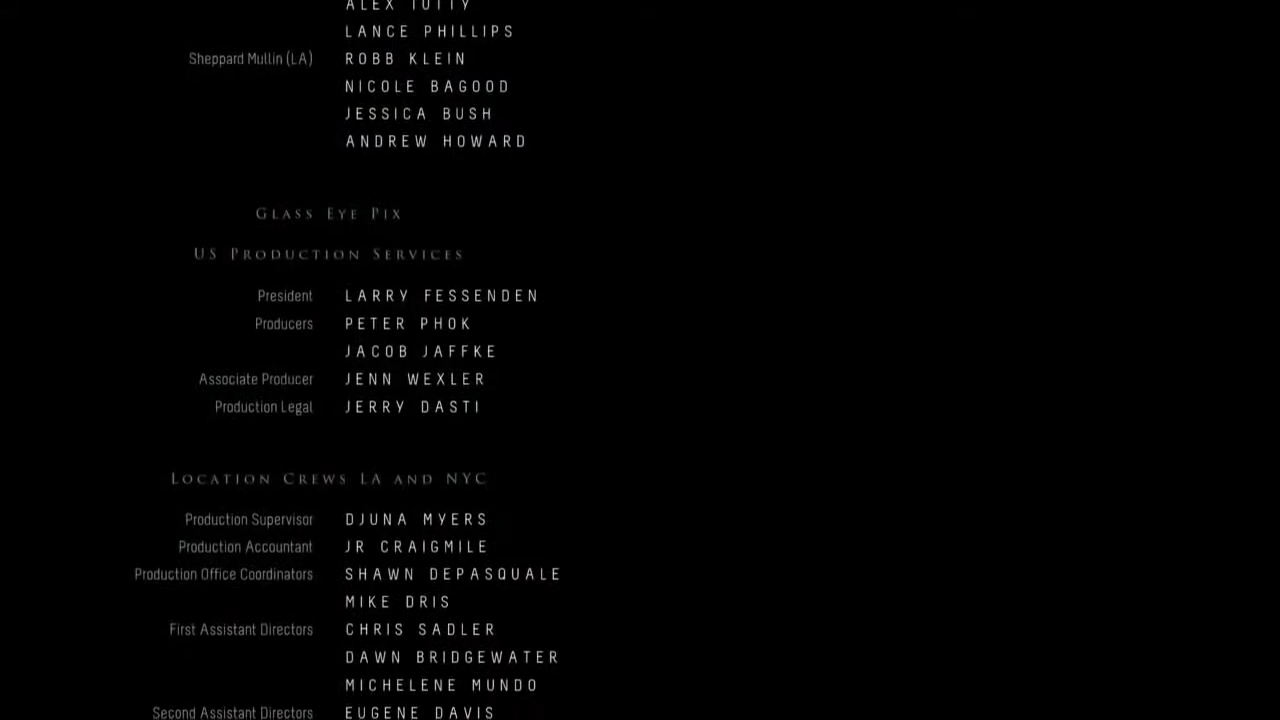 ALEX TUTTY
LANCE PHILLIPS
Sheppard Mullin (LA) ROBB KLEIN
NICOLE BAGOOD
JESSICA BUSH
ANDREW HOWARD
GLASS EYE PIX
US PRODUCTION SERVICES
President LARRY FESSENDEN
Producers PETER PHOK
JACOB JAFFKE
Associate Producer JENN WEXLER
Production Legal JERRY DASTI
LOCATION CREWS LA AND NYC
Production Supervisor DJUNA MYERS
Production Accountant JR CRAIGMILE
Production Office Coordinators SHAWN DEPASQUALE
MIKE DRIS
First Assistant Directors CHRIS SADLER
DAWN BRIDGEWATER
MICHELENE MUNDO
Second Assistant Directors EUGENE DAVIS